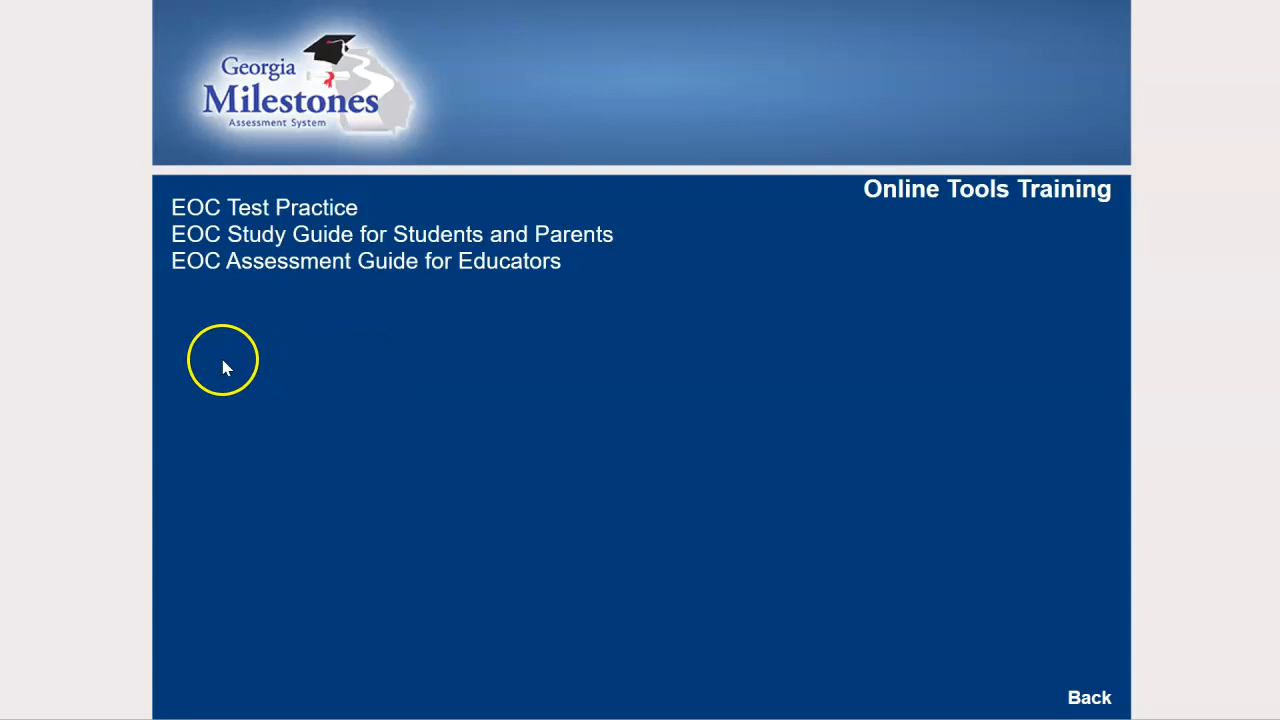 Georgia
Milestones
Assessment System
Online Tools Training
EOC Test Practice
EOC Study Guide for Students and Parents
EOC Assessment Guide for Educators
Back